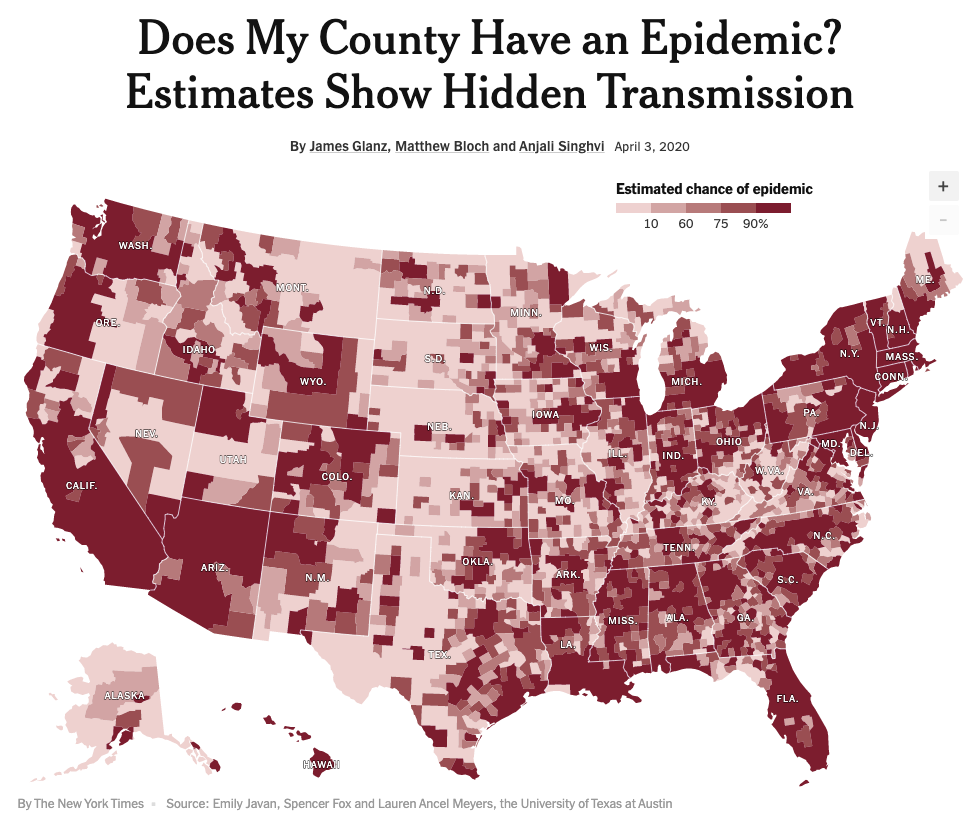 Does My County Have an Epidemic?
Estimates Show Hidden Transmission
By James Glanz, Matthew Bloch and Anjali Singhvi April 3, 2020
+
−
Estimated chance of epidemic
10 60 75 90%
WASH.
MONT.
N.D.
MINN.
ME.
ORE.
IDAHO
S.D.
WIS.
VT.
N.H.
N.Y.
MASS.
CONN.
WYO.
MICH.
IOWA
NEB.
NEV.
PA.
N.J.
UTAH
ILL.
IND.
OHIO
MD.
DEL.
COLO.
W.VA.
CALIF.
KAN.
MO.
KY.
VA.
N.C.
TENN.
ARIZ.
N.M.
OKLA.
ARK.
S.C.
MISS.
ALA.
GA.
LA.
TEX.
FLA.
ALASKA
HAWAII
By The New York Times ▪ Source: Emily Javan, Spencer Fox and Lauren Ancel Meyers, the University of Texas at Austin